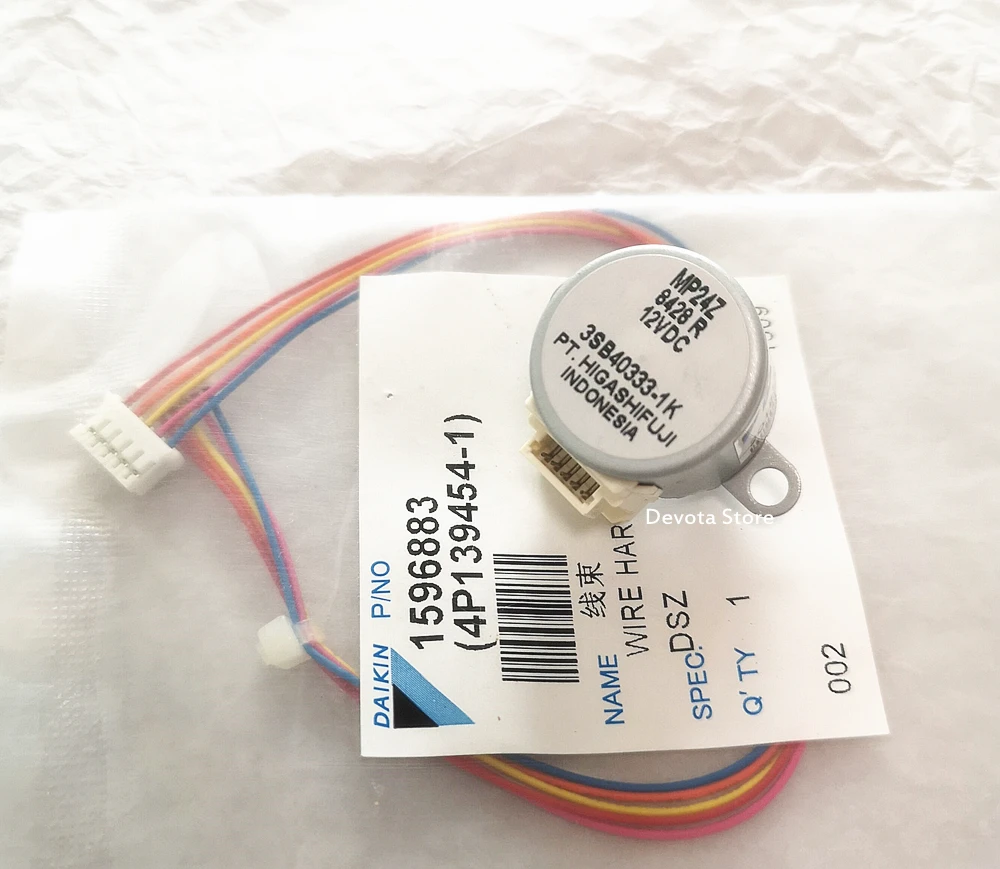 MP24Z
8428 R
12VDC
3SB40333-1K
PT. HIGASHIFUJI
INDONESIA
Devota Store
DAIKIN P/NO
1596883
(4P139454-1)
线束
NAME WIRE HAR
SPEC. DSZ
Q'TY 1
002